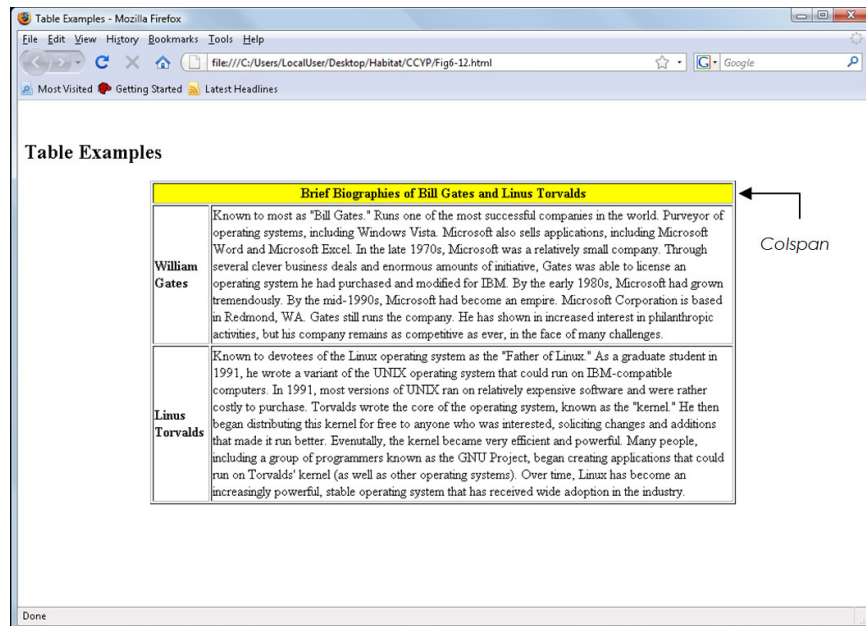 Table Examples - Mozilla Firefox
File Edit View History Bookmarks Tools Help
file:///C:/Users/LocalUser/Desktop/Habitat/CCYP/Fig6-12.html
G Google
Most Visited Getting Started Latest Headlines
Table Examples
Brief Biographies of Bill Gates and Linus Torvalds
Colspan
William
Gates
Known to most as "Bill Gates." Runs one of the most successful companies in the world. Purveyor of
operating systems, including Windows Vista. Microsoft also sells applications, including Microsoft
Word and Microsoft Excel. In the late 1970s, Microsoft was a relatively small company. Through
several clever business deals and enormous amounts of initiative, Gates was able to license an
operating system he had purchased and modified for IBM. By the early 1980s, Microsoft had grown
tremendously. By the mid-1990s, Microsoft had become an empire. Microsoft Corporation is based
in Redmond, WA. Gates still runs the company. He has shown in increased interest in philanthropic
activities, but his company remains as competitive as ever, in the face of many challenges.
Linus
Torvalds
Known to devotees of the Linux operating system as the "Father of Linux." As a graduate student in
1991, he wrote a variant of the UNIX operating system that could run on IBM-compatible
computers. In 1991, most versions of UNIX ran on relatively expensive software and were rather
costly to purchase. Torvalds wrote the core of the operating system, known as the "kernel." He then
began distributing this kernel for free to anyone who was interested, soliciting changes and additions
that made it run better. Evenutally, the kernel became very efficient and powerful. Many people,
including a group of programmers known as the GNU Project, began creating applications that could
run on Torvalds' kernel (as well as other operating systems). Over time, Linux has become an
increasingly powerful, stable operating system that has received wide adoption in the industry.
Done